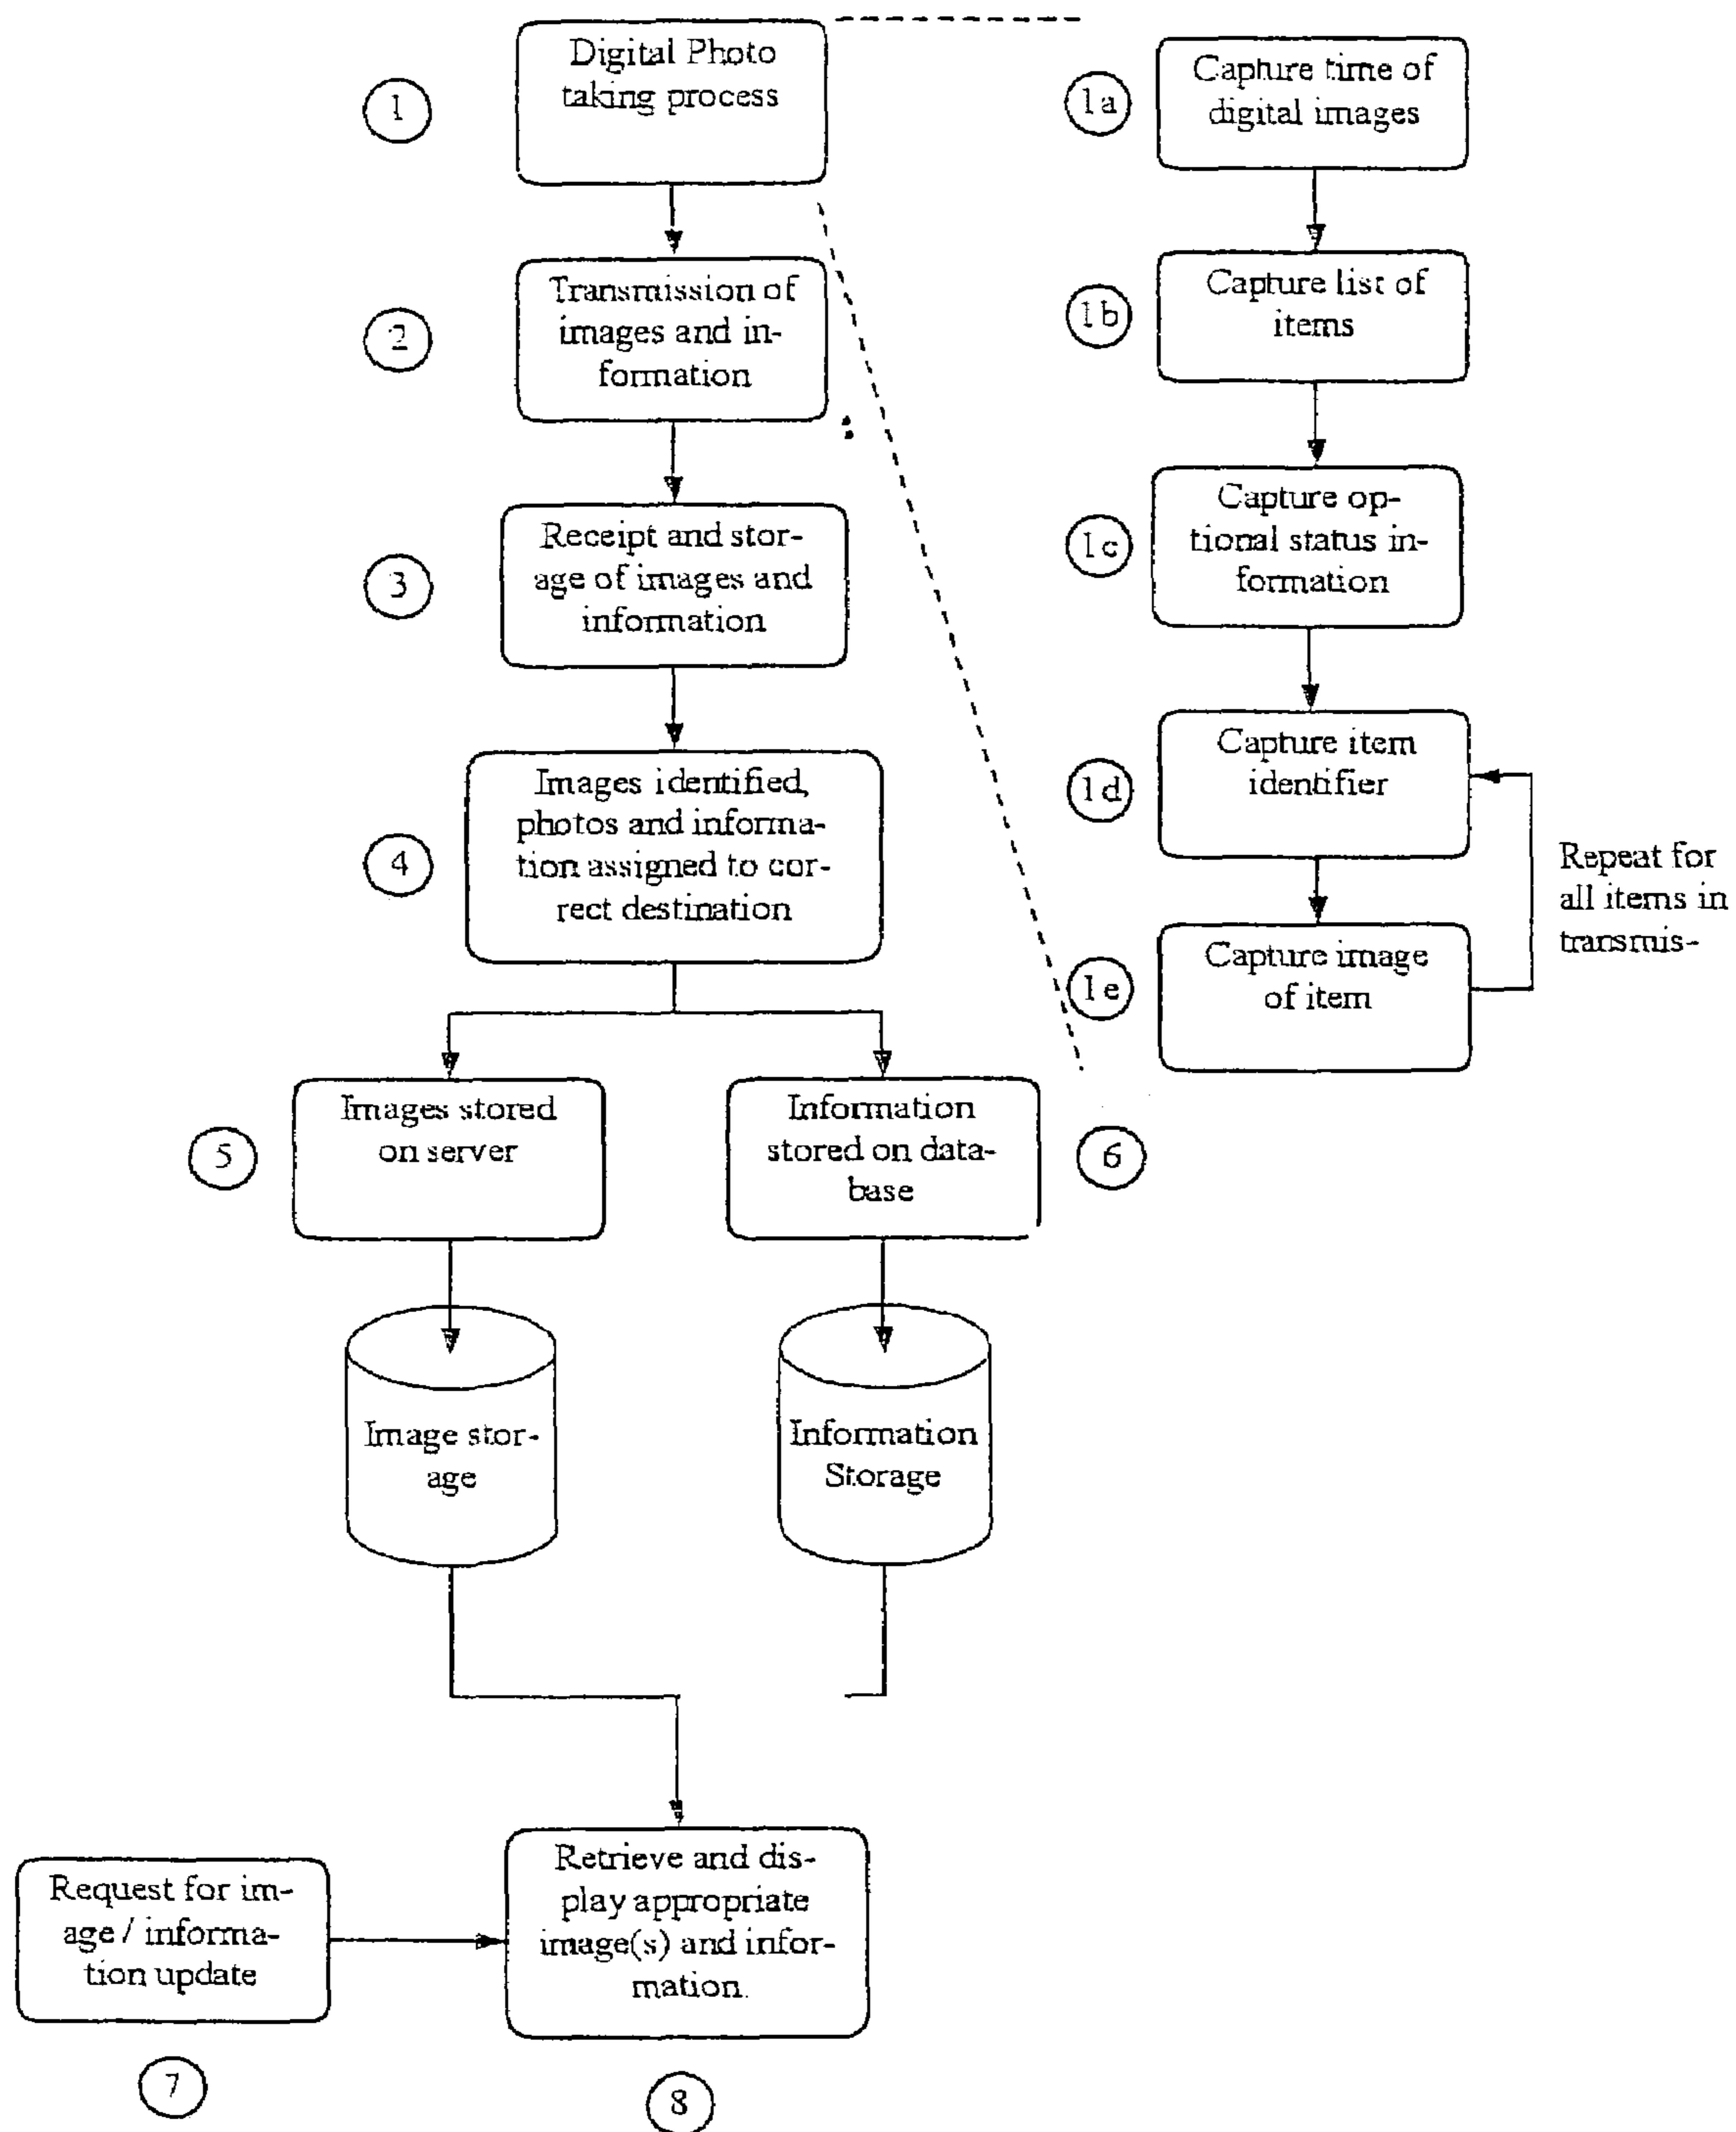 1
Digital Photo
taking process
2
Transmission of
images and in-
formation
3
Receipt and stor-
age of images and
information
4
Images identified,
photos and informa-
tion assigned to cor-
rect destination
5
Images stored
on server
Information
stored on data-
base
6
Image stor-
age
Information
Storage
Request for im-
age / informa-
tion update
7
Retrieve and dis-
play appropriate
image(s) and infor-
mation.
8
1a
Capture time of
digital images
1b
Capture list of
items
1c
Capture op-
tional status in-
formation
1d
Capture item
identifier
1e
Capture image
of item
Repeat for
all items in
transmis-